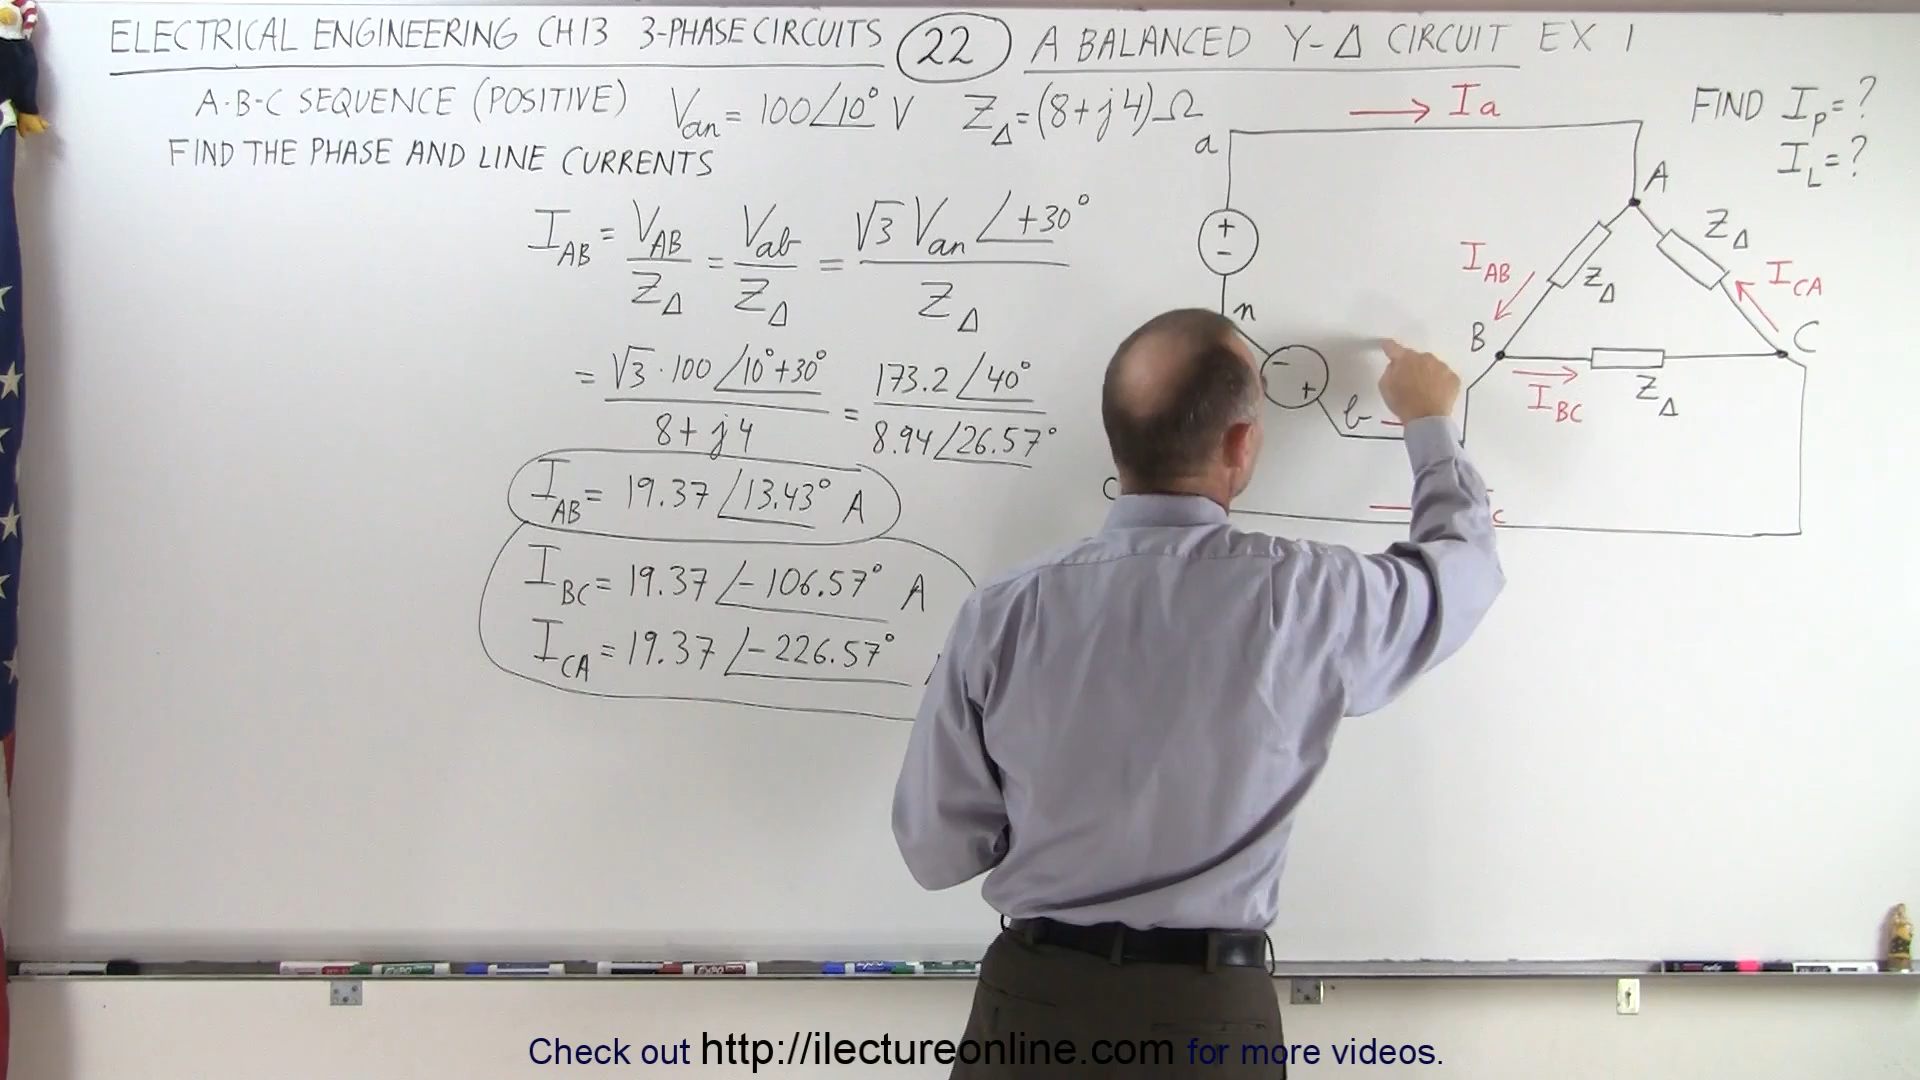 ELECTRICAL ENGINEERING CH 13 3-PHASE CIRCUITS 22 A BALANCED Y-Δ CIRCUIT EX 1
A-B-C SEQUENCE (POSITIVE) Van = 100∠10° V ZΔ = (8+j4)Ω
FIND THE PHASE AND LINE CURRENTS
FIND IP = ?
IL = ?
IAB = VAB/ZΔ = Vab/ZΔ = √3 Van∠+30°/ZΔ
= √3·100∠10°+30°/8+j4 = 173.2∠40°/8.94∠26.57°
IAB = 19.37∠13.43° A
IBC = 19.37∠-106.57° A
ICA = 19.37∠-226.57°
→ Ia
a
A
+
-
ZΔ
IAB
ZΔ
ICA
n
B
C
-
+
ZΔ
IBC
b
c
c
Check out http://ilectureonline.com for more videos.